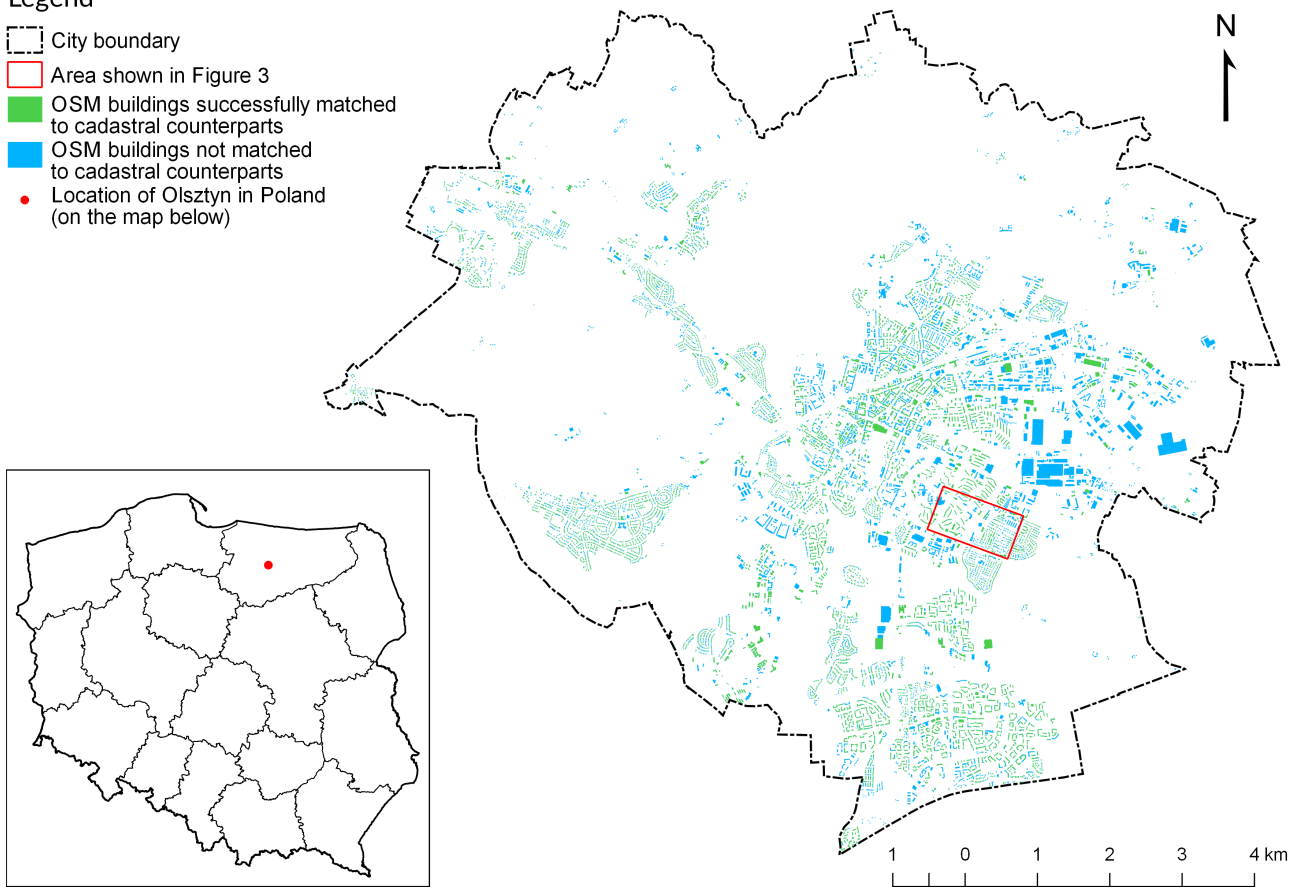 Legend
City boundary
Area shown in Figure 3
OSM buildings successfully matched
to cadastral counterparts
OSM buildings not matched
to cadastral counterparts
Location of Olsztyn in Poland
(on the map below)
N
1 0 1 2 3 4 km